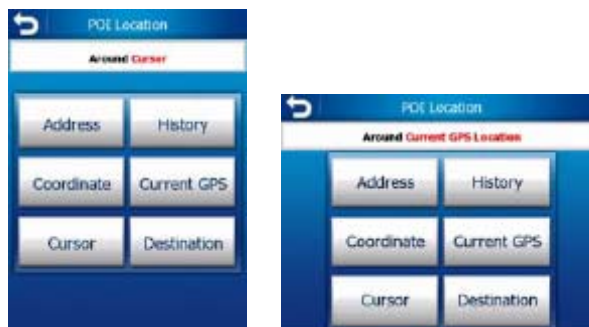 POI Location
Around Cursor
Address History
Coordinate Current GPS
Cursor Destination
POI Location
Around Current GPS Location
Address History
Coordinate Current GPS
Cursor Destination